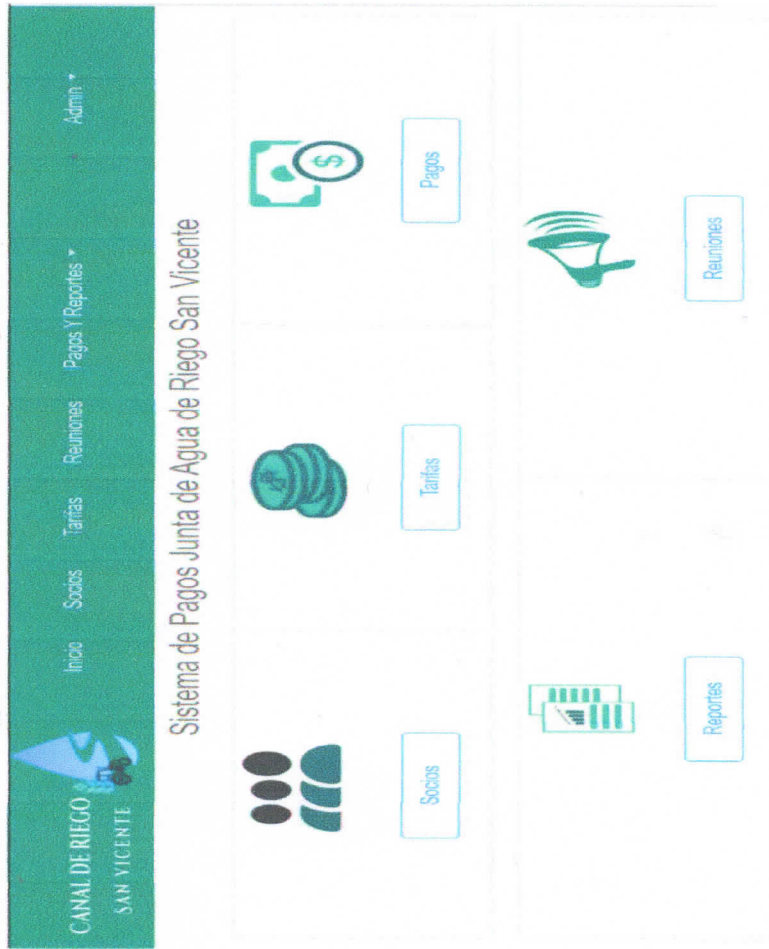 CANAL DE RIEGO
SAN VICENTE
Inicio Socios Tarifas Reuniones Pagos Y Reportes Admin
Sistema de Pagos Junta de Agua de Riego San Vicente
$
Socios Tarifas Pagos
Reportes Reuniones